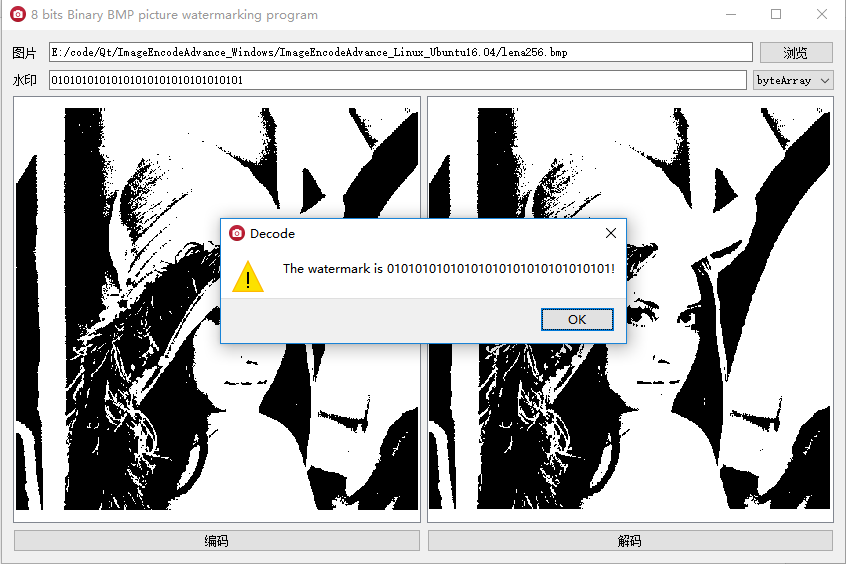 8 bits Binary BMP picture watermarking program
图片 E:/code/Qt/ImageEncodeAdvance_Windows/ImageEncodeAdvance_Linux_Ubuntu16.04/lena256.bmp 浏览
水印 01010101010101010101010101010101 byteArray
Decode
The watermark is 01010101010101010101010101010101!
OK
编码 解码